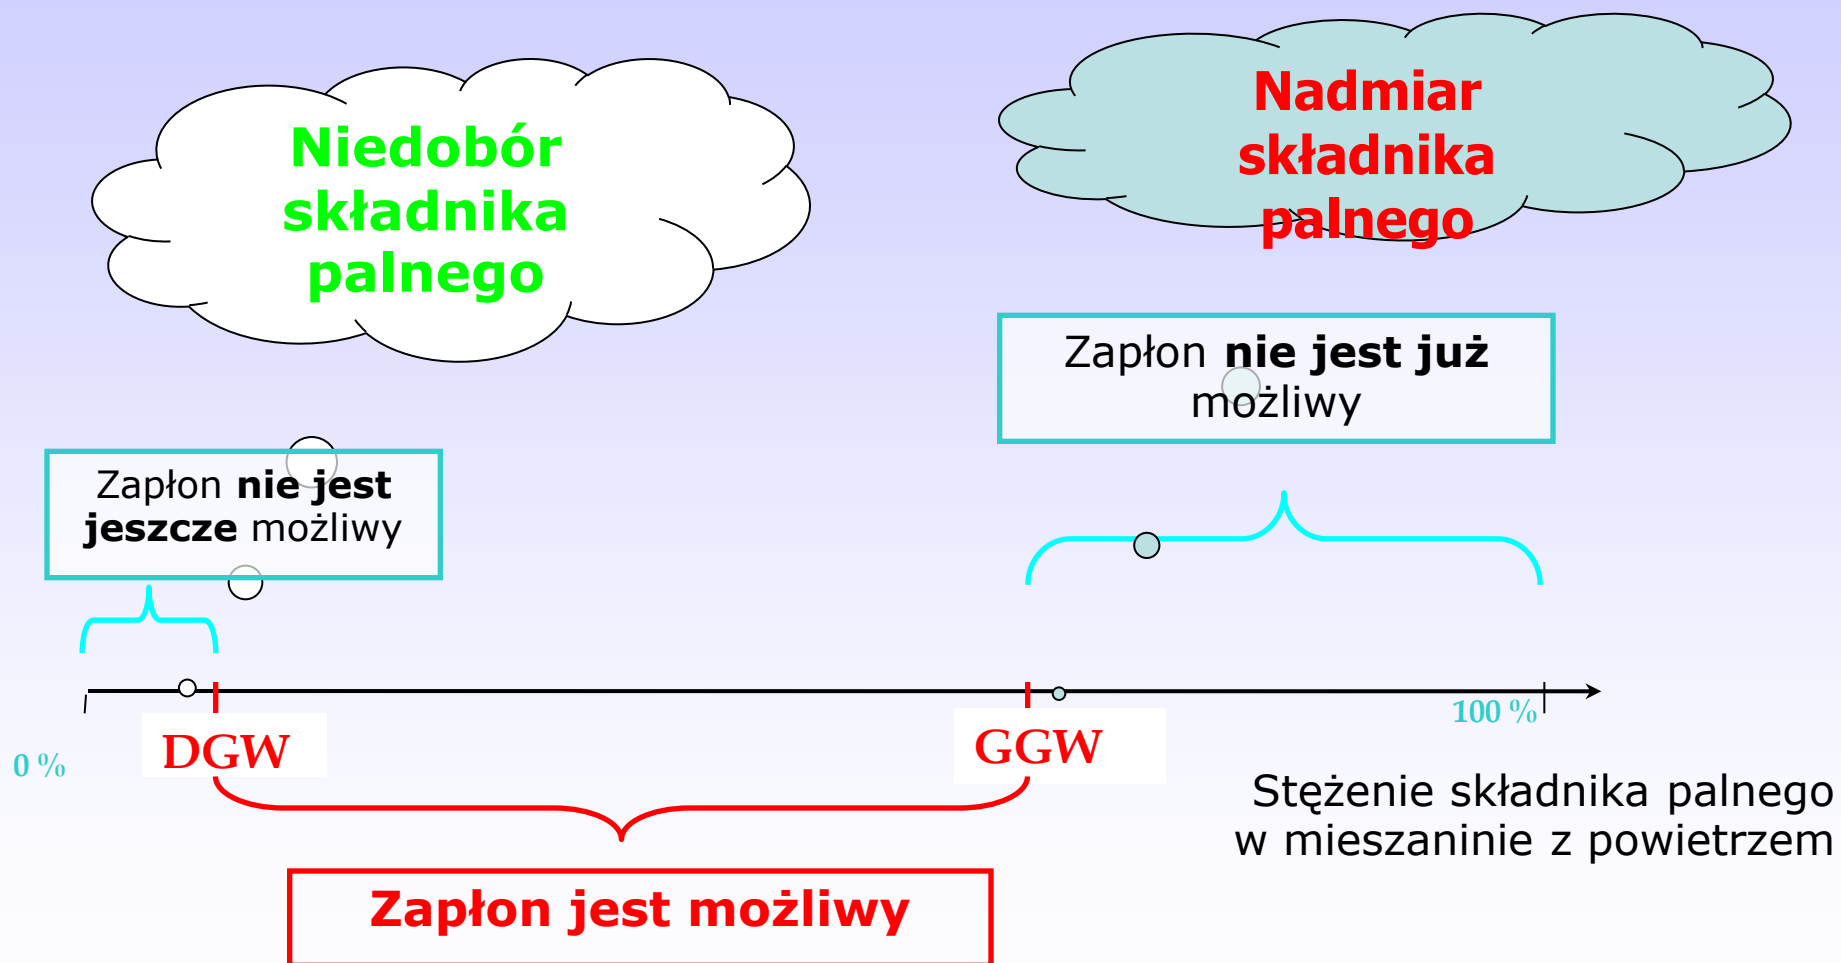 Niedobór
składnika
palnego
Nadmiar
składnika
palnego
Zapłon nie jest już
możliwy
Zapłon nie jest
jeszcze możliwy
0 %
DGW
GGW
100 %
Stężenie składnika palnego
w mieszaninie z powietrzem
Zapłon jest możliwy